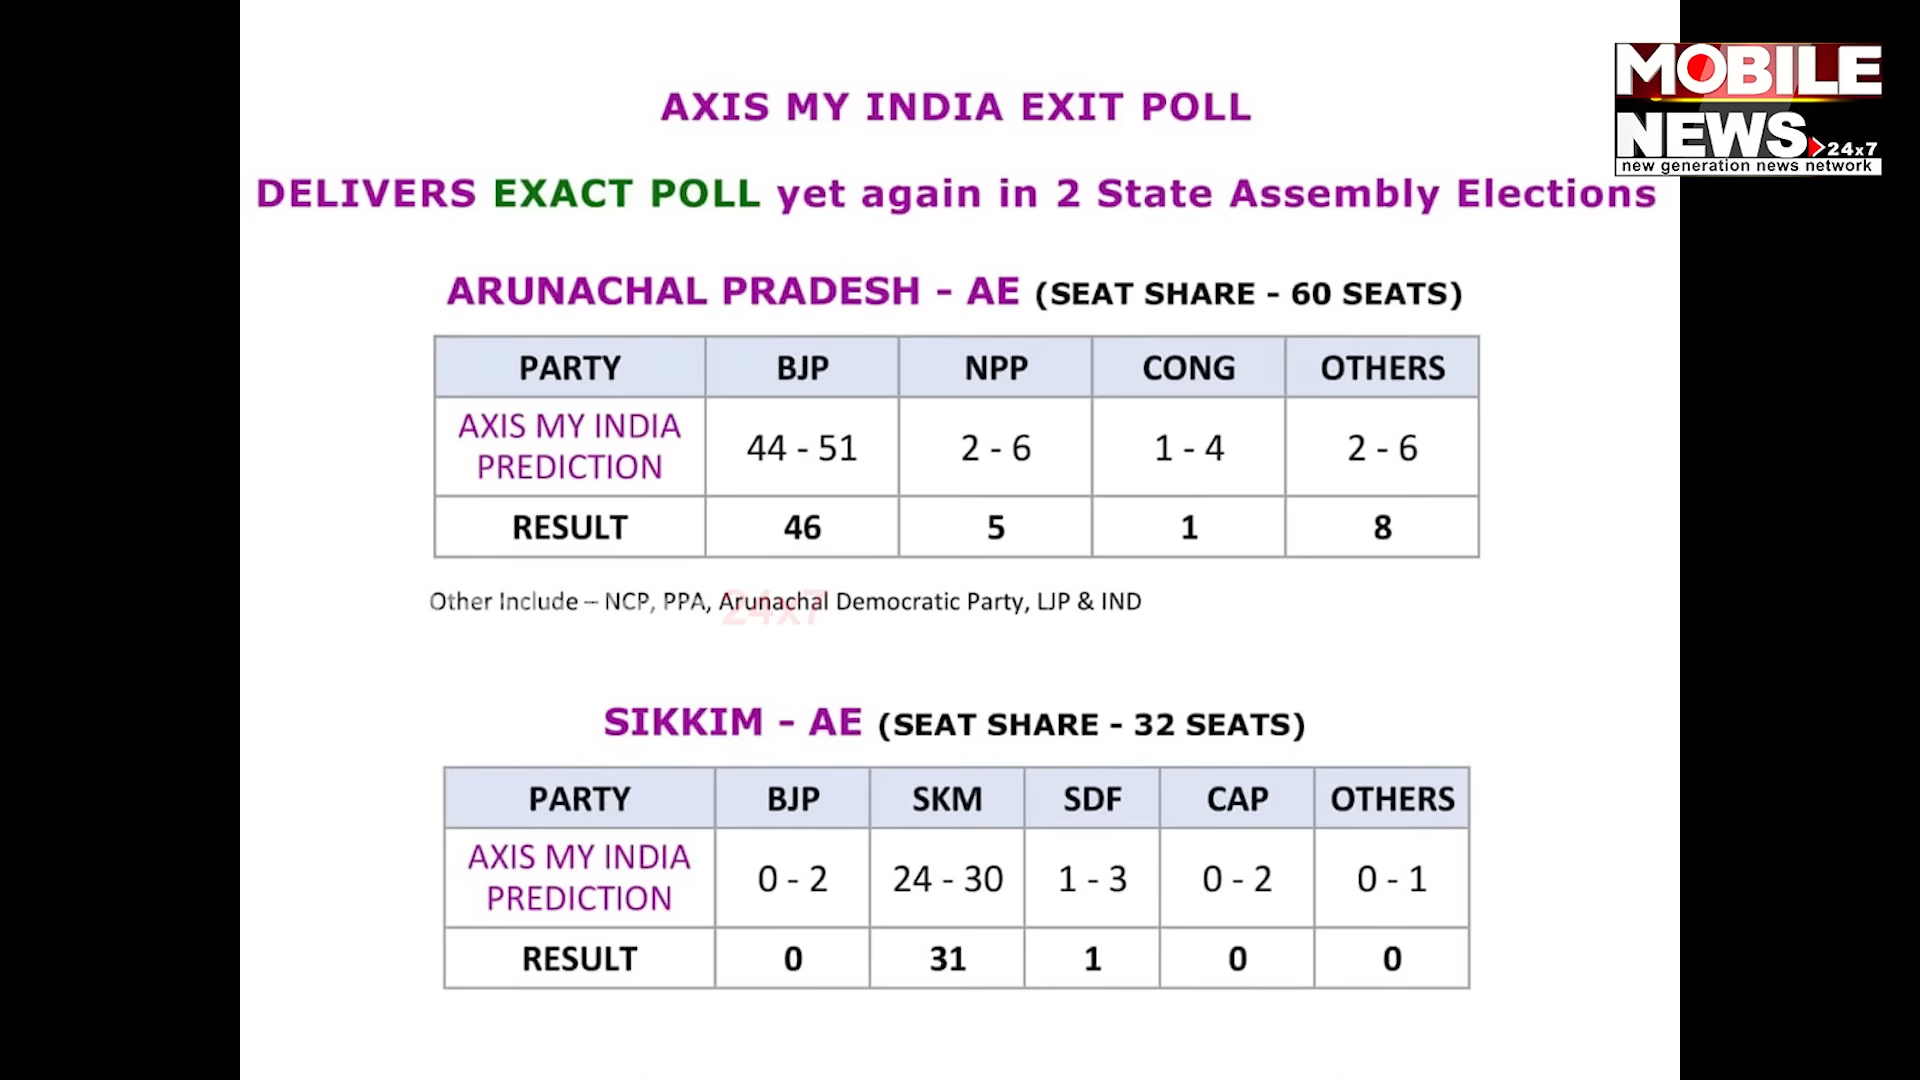 MOBILE
NEWS 24x7
new generation news network
AXIS MY INDIA EXIT POLL
DELIVERS EXACT POLL yet again in 2 State Assembly Elections
ARUNACHAL PRADESH - AE (SEAT SHARE - 60 SEATS)
PARTY BJP NPP CONG OTHERS
AXIS MY INDIA
PREDICTION 44 - 51 2 - 6 1 - 4 2 - 6
RESULT 46 5 1 8
Other Include – NCP, PPA, Arunachal Democratic Party, LJP & IND
24x7
SIKKIM - AE (SEAT SHARE - 32 SEATS)
PARTY BJP SKM SDF CAP OTHERS
AXIS MY INDIA
PREDICTION 0 - 2 24 - 30 1 - 3 0 - 2 0 - 1
RESULT 0 31 1 0 0